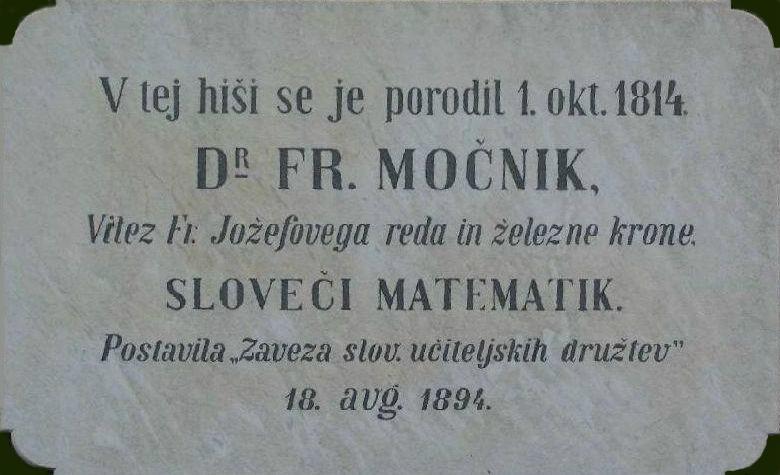 V tej hiši se je porodil 1. okt. 1814.
DR FR. MOČNIK,
Vitez Fr. Jožefovega reda in železne krone.
SLOVEČI MATEMATIK.
Postavila „Zaveza slov. učiteljskih družtev”
18. avg. 1894.